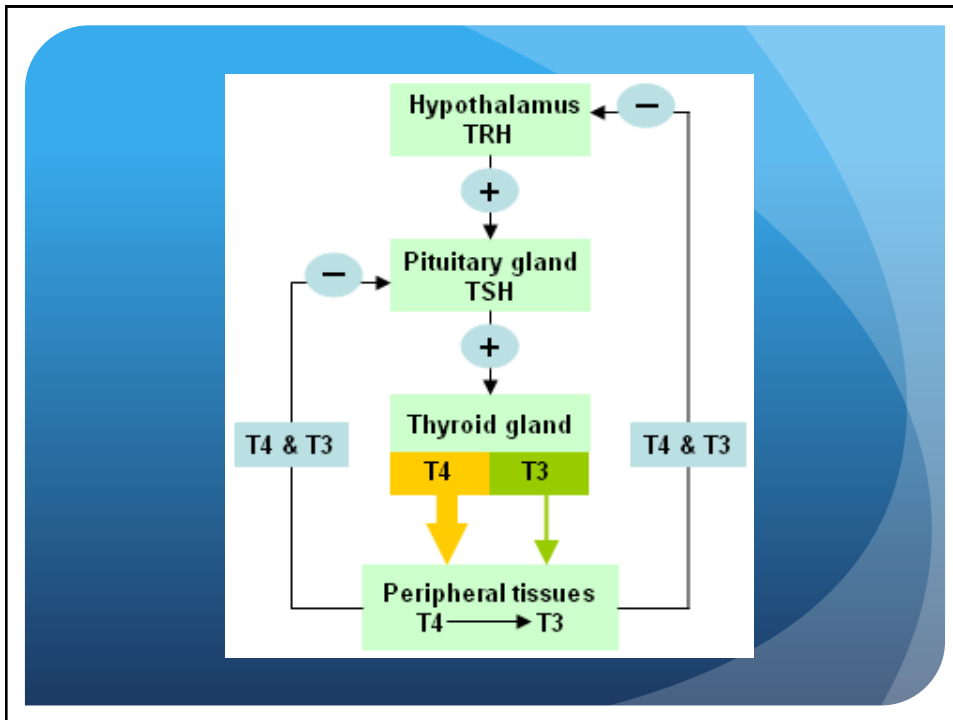 Hypothalamus
TRH
−
+
Pituitary gland
TSH
−
+
Thyroid gland
T4 & T3
T4 & T3
T4
T3
Peripheral tissues
T4 T3